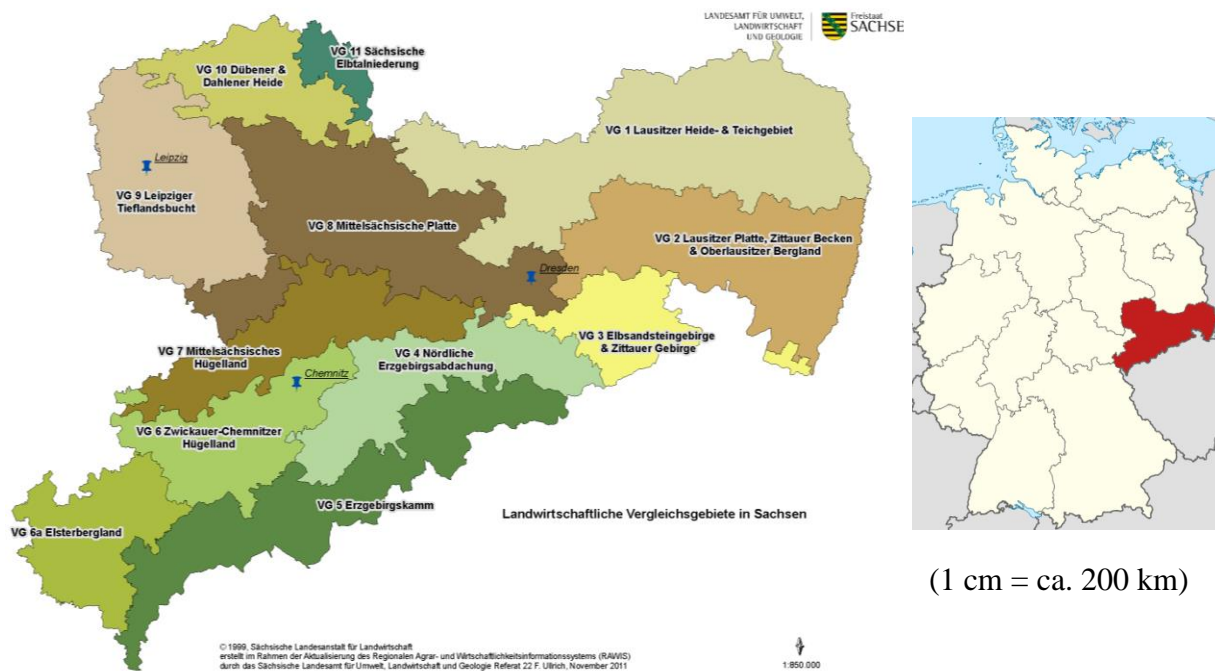 LANDESAMT FÜR UMWELT,
LANDWIRTSCHAFT
UND GEOLOGIE
Freistaat
SACHSE
VG 11 Sächsische
Elbtalniederung
VG 10 Dübener &
Dahlener Heide
VG 1 Lausitzer Heide- & Teichgebiet
Leipzig
VG 9 Leipziger
Tieflandsbucht
VG 8 Mittelsächsische Platte
VG 2 Lausitzer Platte, Zittauer Becken
& Oberlausitzer Bergland
Dresden
VG 3 Elbsandsteingebirge
& Zittauer Gebirge
VG 7 Mittelsächsisches
Hügelland
VG 4 Nördliche
Erzgebirgsabdachung
Chemnitz
VG 6 Zwickauer-Chemnitzer
Hügelland
VG 5 Erzgebirgskamm
VG 6a Elsterbergland
Landwirtschaftliche Vergleichsgebiete in Sachsen
(1 cm = ca. 200 km)
© 1999, Sächsische Landesanstalt für Landwirtschaft
erstellt im Rahmen der Aktualisierung des Regionalen Agrar- und Wirtschaftlichkeitsinformationssystems (RAWIS)
durch das Sächsische Landesamt für Umwelt, Landwirtschaft und Geologie Referat 22 F. Ullrich, November 2011
1:850.000